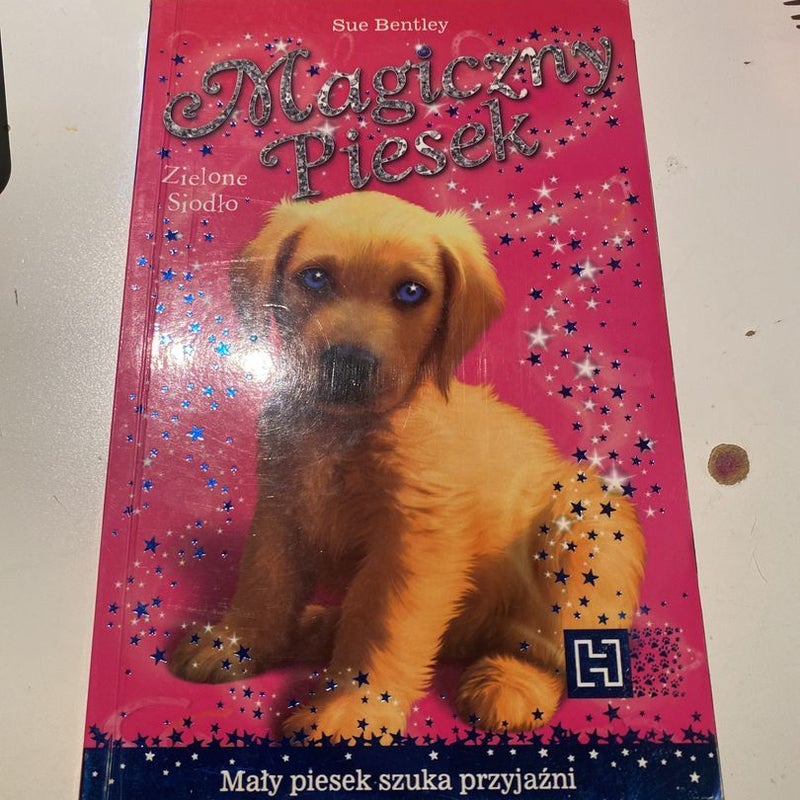 Sue Bentley
Magiczny
Piesek
Zielone
Siodło
H
Mały piesek szuka przyjaźni